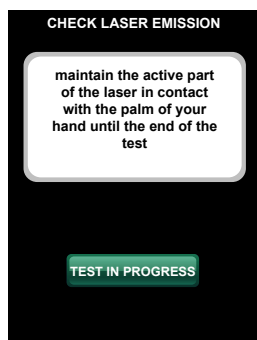 CHECK LASER EMISSION
maintain the active part
of the laser in contact
with the palm of your
hand until the end of the
test
TEST IN PROGRESS